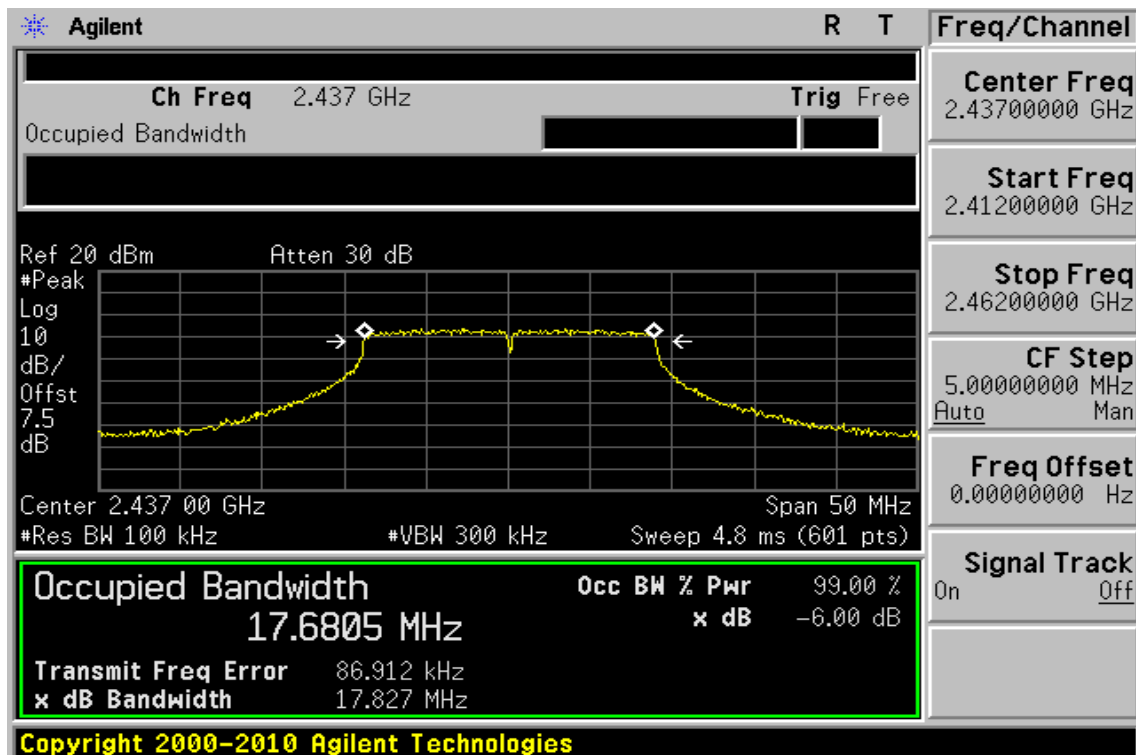 Agilent R T
Ch Freq 2.437 GHz Trig Free
Occupied Bandwidth
Ref 20 dBm Atten 30 dB
#Peak
Log
10
dB/
Offst
7.5
dB
Center 2.437 00 GHz Span 50 MHz
#Res BW 100 kHz #VBW 300 kHz Sweep 4.8 ms (601 pts)
Occupied Bandwidth
17.6805 MHz
Occ BW % Pwr 99.00 %
x dB -6.00 dB
Transmit Freq Error 86.912 kHz
x dB Bandwidth 17.827 MHz
Copyright 2000-2010 Agilent Technologies
Freq/Channel
Center Freq
2.43700000 GHz
Start Freq
2.41200000 GHz
Stop Freq
2.46200000 GHz
CF Step
5.00000000 MHz
Auto Man
Freq Offset
0.00000000 Hz
Signal Track
On Off